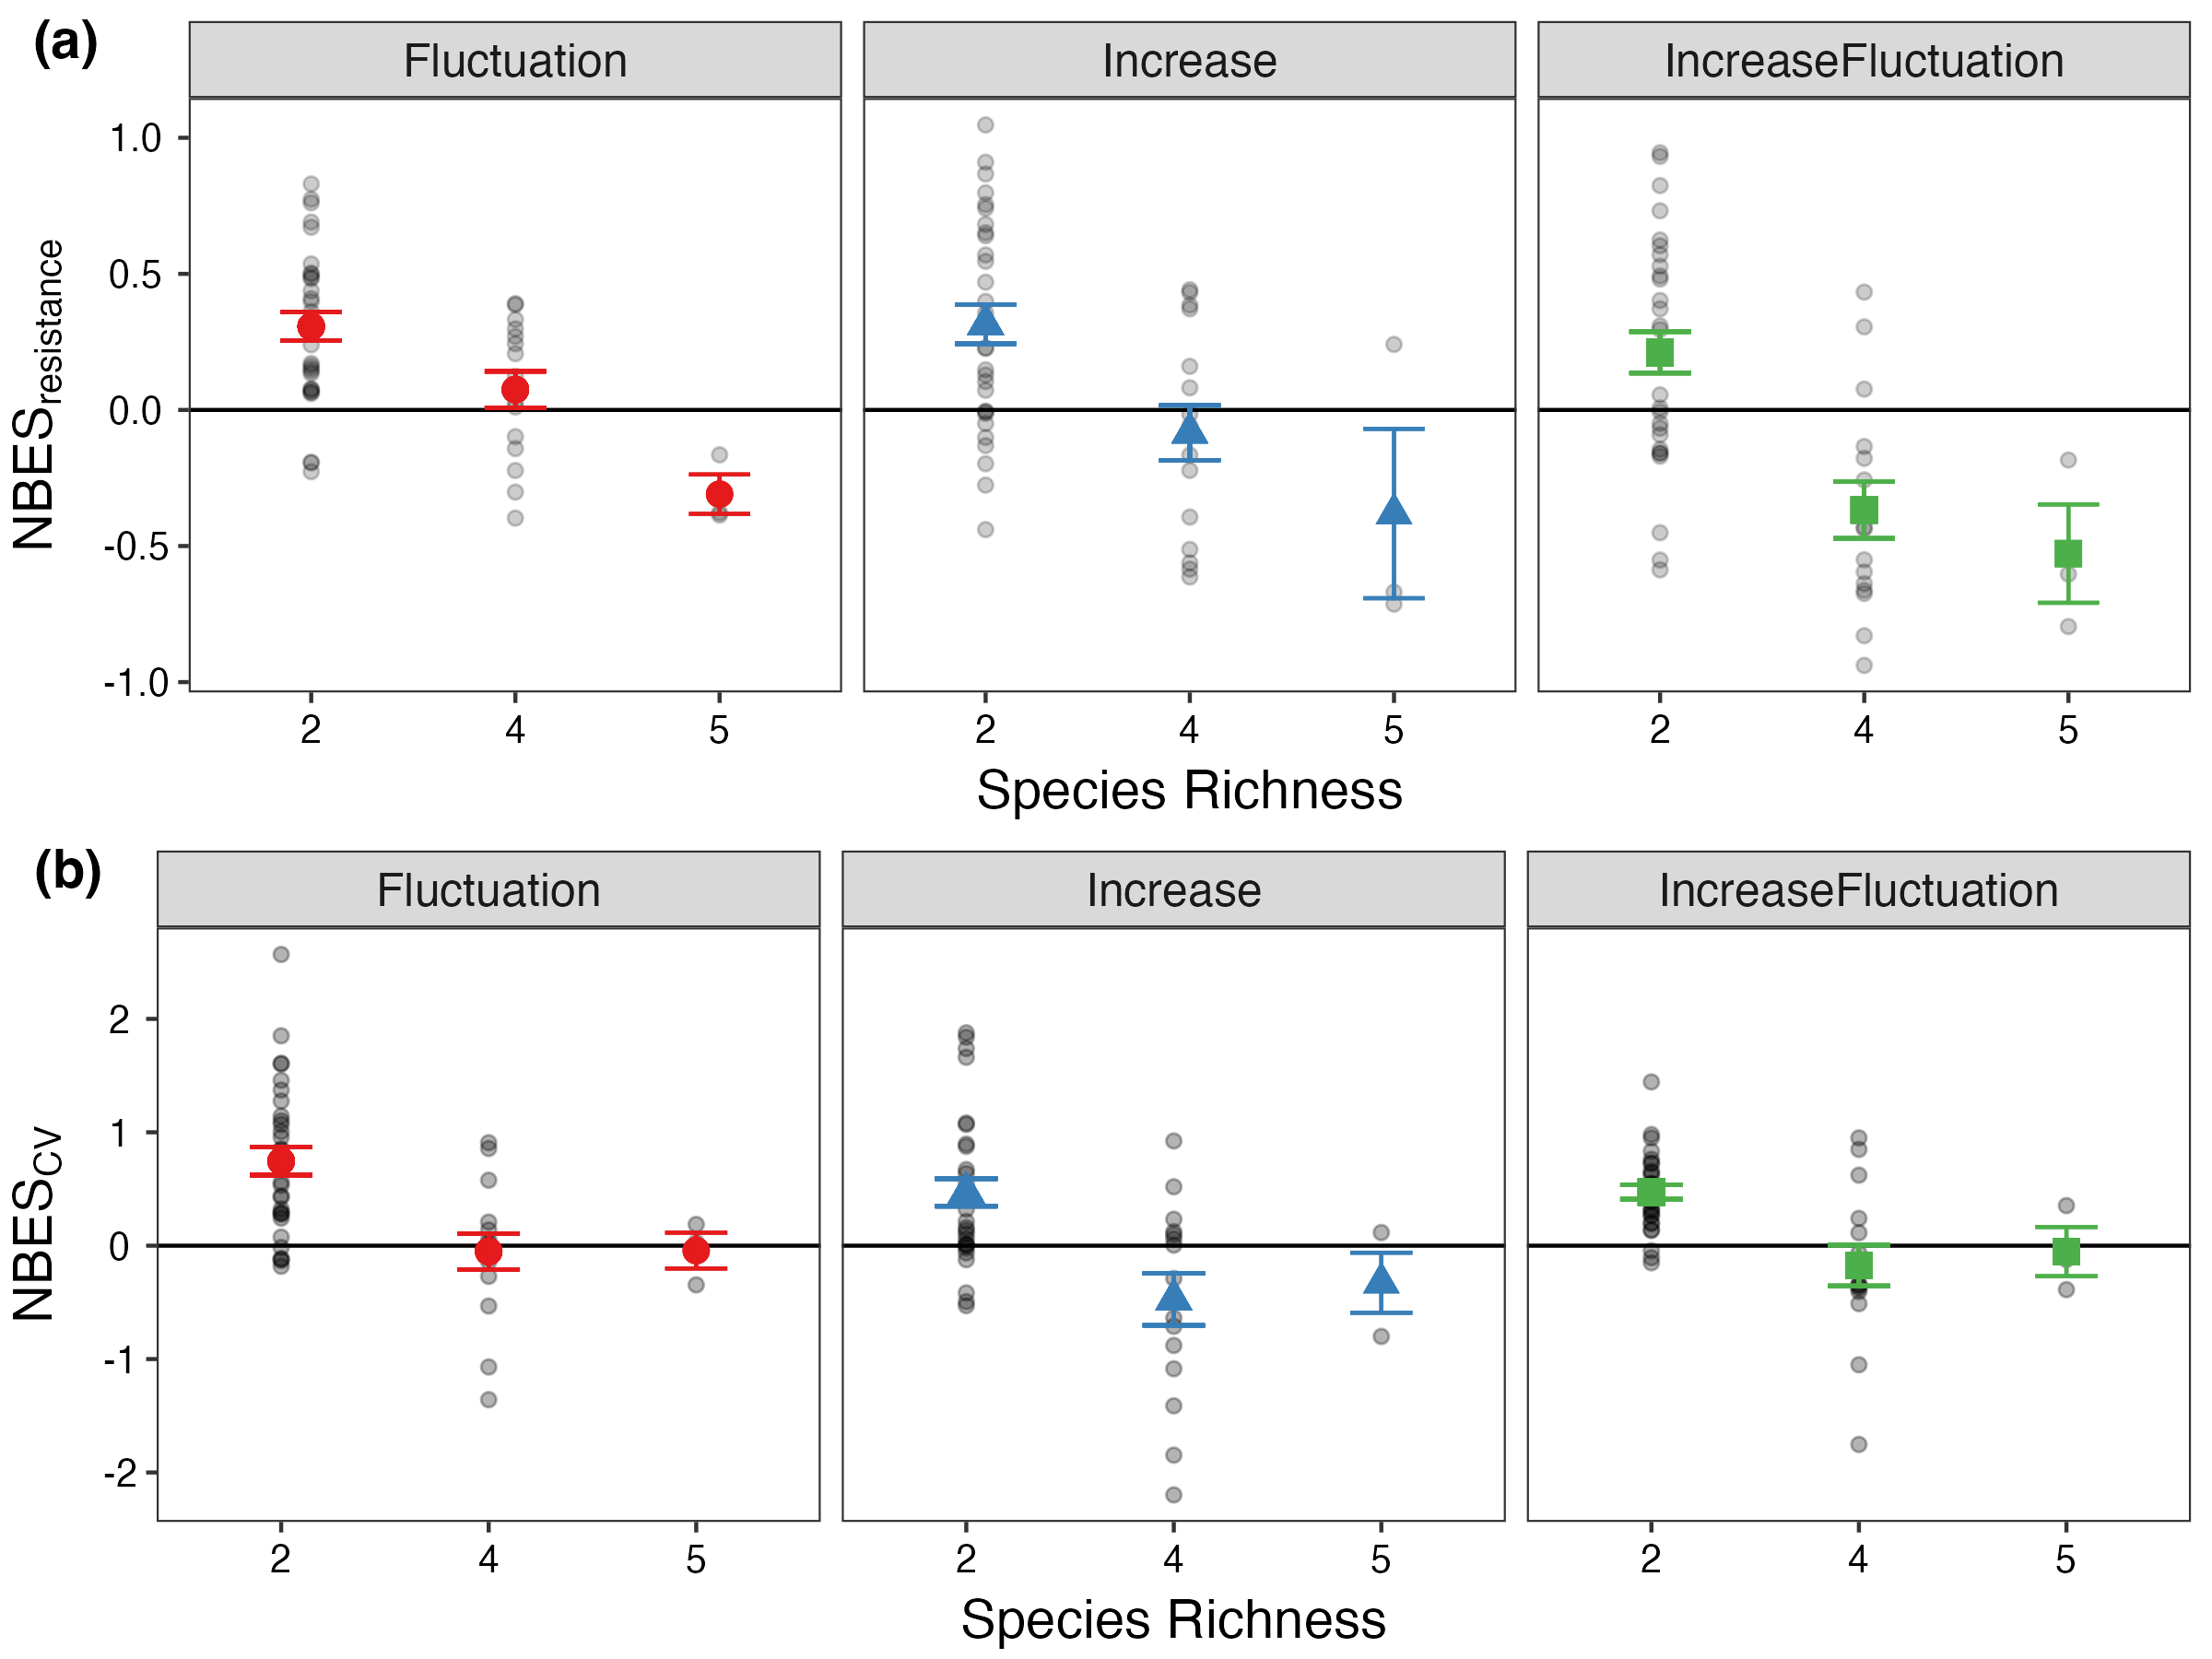 (a)
Fluctuation Increase IncreaseFluctuation
NBESresistance
1.0
0.5
0.0
-0.5
-1.0
2 4 5 2 4 5 2 4 5
Species Richness
(b)
Fluctuation Increase IncreaseFluctuation
NBESCV
2
1
0
-1
-2
2 4 5 2 4 5 2 4 5
Species Richness